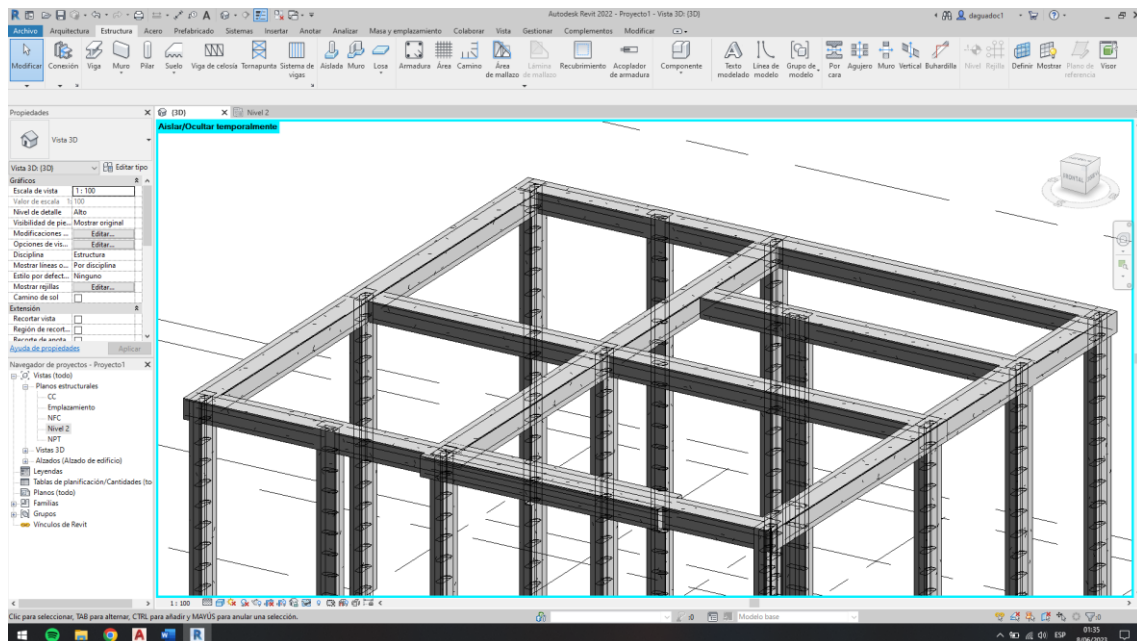 Autodesk Revit 2022 - Proyecto1 - Vista 3D: {3D}
daguadoc1
Archivo Arquitectura Estructura Acero Prefabricado Sistemas Insertar Anotar Analizar Masa y emplazamiento Colaborar Vista Gestionar Complementos Modificar
Modificar Conexión Viga Muro Pilar Suelo Viga de celosía Tornapunta Sistema de vigas Aislada Muro Losa Armadura Área Camino Área de mallazo Lámina de mallazo Recubrimiento Acoplador de armadura Componente Texto modelado Línea de modelo Grupo de modelo Por cara Agujero Muro Vertical Buhardilla Nivel Rejilla Definir Mostrar Plano de referencia Visor
Propiedades
{3D}
Nivel 2
Aislar/Ocultar temporalmente
Vista 3D
Vista 3D: {3D}
Editar tipo
Gráficos
Escala de vista 1 : 100
Valor de escala 1: 100
Nivel de detalle Alto
Visibilidad de pie... Mostrar original
Modificaciones ... Editar...
Opciones de vis... Editar...
Disciplina Estructura
Mostrar líneas o... Por disciplina
Estilo por defect... Ninguno
Mostrar rejillas Editar...
Camino de sol
Extensión
Recortar vista
Región de recort...
Recorte de anota...
Ayuda de propiedades Aplicar
Navegador de proyectos - Proyecto1
Vistas (todo)
Planos estructurales
CC
Emplazamiento
NFC
Nivel 2
NPT
Vistas 3D
Alzados (Alzado de edificio)
Leyendas
Tablas de planificación/Cantidades (to
Planos (todo)
Familias
Grupos
Vínculos de Revit
FRONTAL
1 : 100
Clic para seleccionar, TAB para alternar, CTRL para añadir y MAYÚS para anular una selección.
:0
Modelo base
:0
ESP
01:35